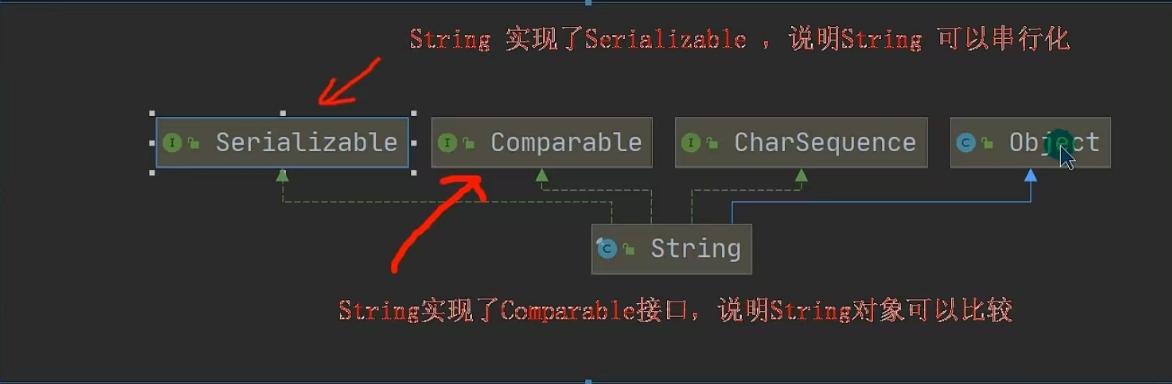 String 实现了Serializable ，说明String 可以串行化
Serializable
Comparable
CharSequence
Object
String
String实现了Comparable接口，说明String对象可以比较